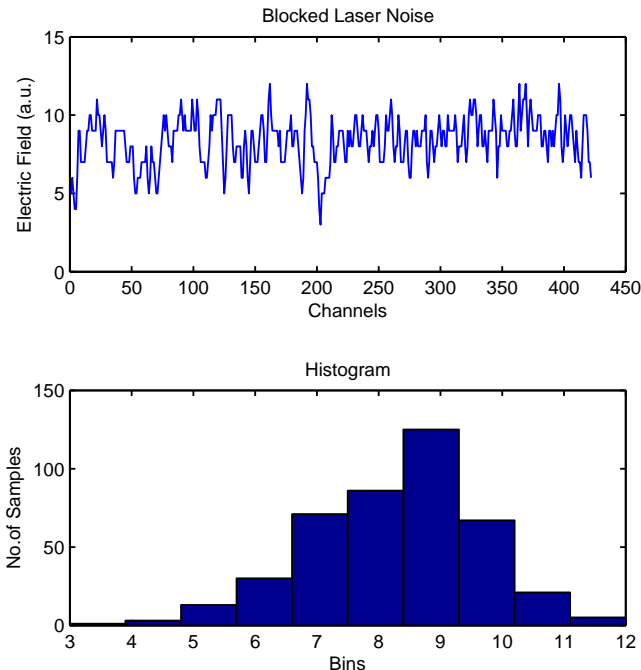 Blocked Laser Noise
15
10
5
0
Electric Field (a.u.)
0 50 100 150 200 250 300 350 400 450
Channels
Histogram
150
100
50
0
No.of Samples
3 4 5 6 7 8 9 10 11 12
Bins